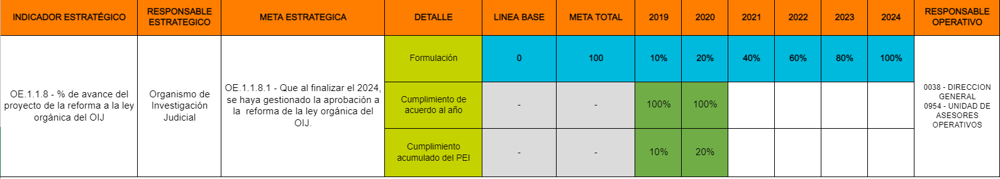 INDICADOR ESTRATÉGICO
RESPONSABLE
ESTRATEGICO
META ESTRATEGICA
DETALLE
LINEA BASE
META TOTAL
2019
2020
2021
2022
2023
2024
RESPONSABLE
OPERATIVO
OE.1.1.8 - % de avance del
proyecto de la reforma a la ley
orgánica del OIJ
Organismo de
Investigación
Judicial
OE.1.1.8.1 - Que al finalizar el 2024,
se haya gestionado la aprobación a
la reforma de la ley orgánica del
OIJ.
Formulación
0
100
10%
20%
40%
60%
80%
100%
Cumplimiento de
acuerdo al año
-
-
100%
100%
Cumplimiento
acumulado del PEI
-
-
10%
20%
0038 - DIRECCION
GENERAL
0954 - UNIDAD DE
ASESORES
OPERATIVOS